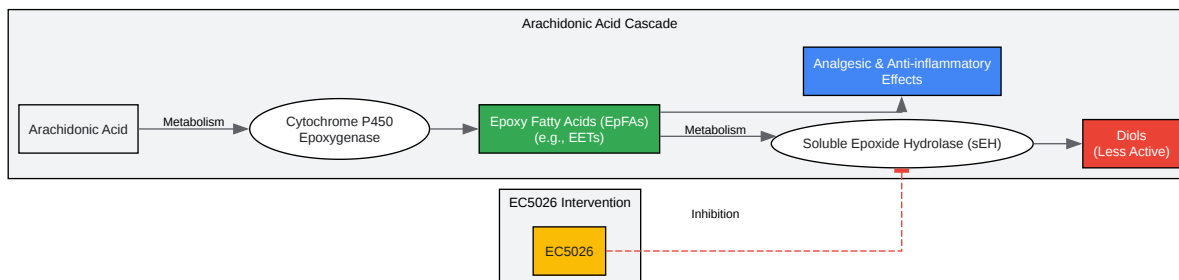 Arachidonic Acid Cascade
Analgesic & Anti-inflammatory
Effects
Arachidonic Acid
Metabolism
Cytochrome P450
Epoxygenase
Epoxy Fatty Acids (EpFAs)
(e.g., EETs)
Metabolism
Soluble Epoxide Hydrolase (sEH)
Diols
(Less Active)
EC5026 Intervention
Inhibition
EC5026